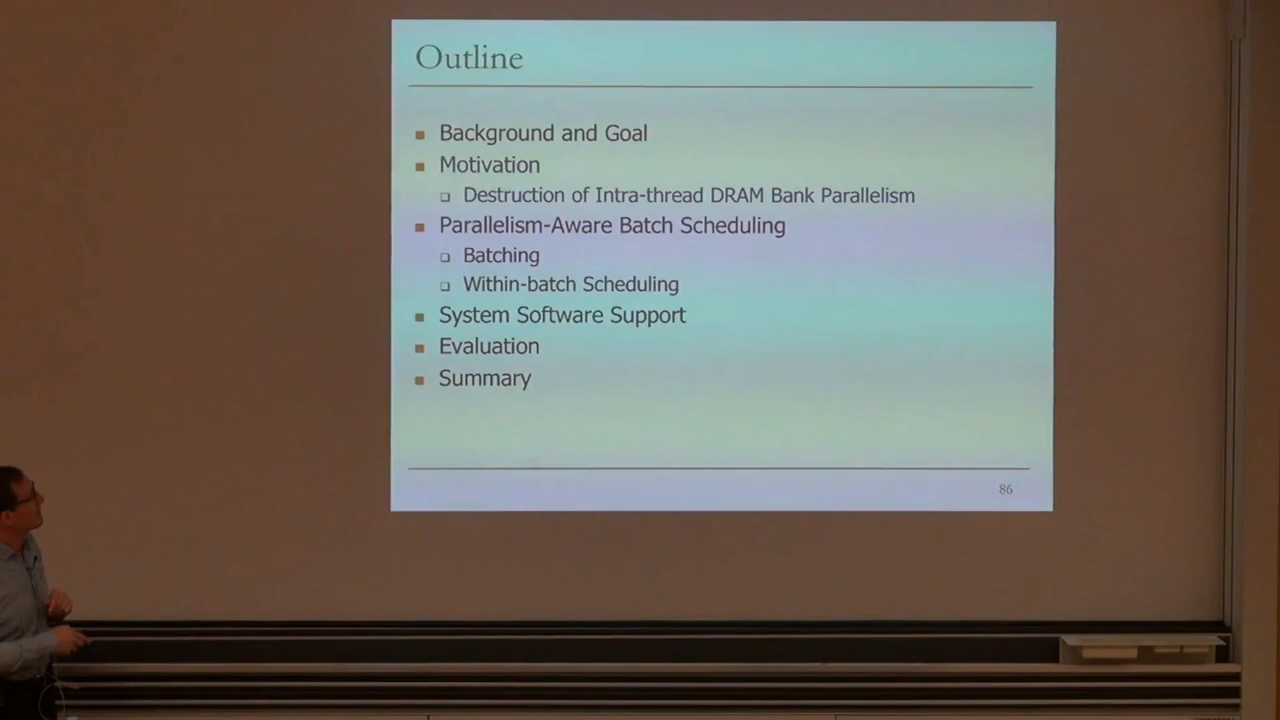 Outline
Background and Goal
Motivation
Destruction of Intra-thread DRAM Bank Parallelism
Parallelism-Aware Batch Scheduling
Batching
Within-batch Scheduling
System Software Support
Evaluation
Summary
86